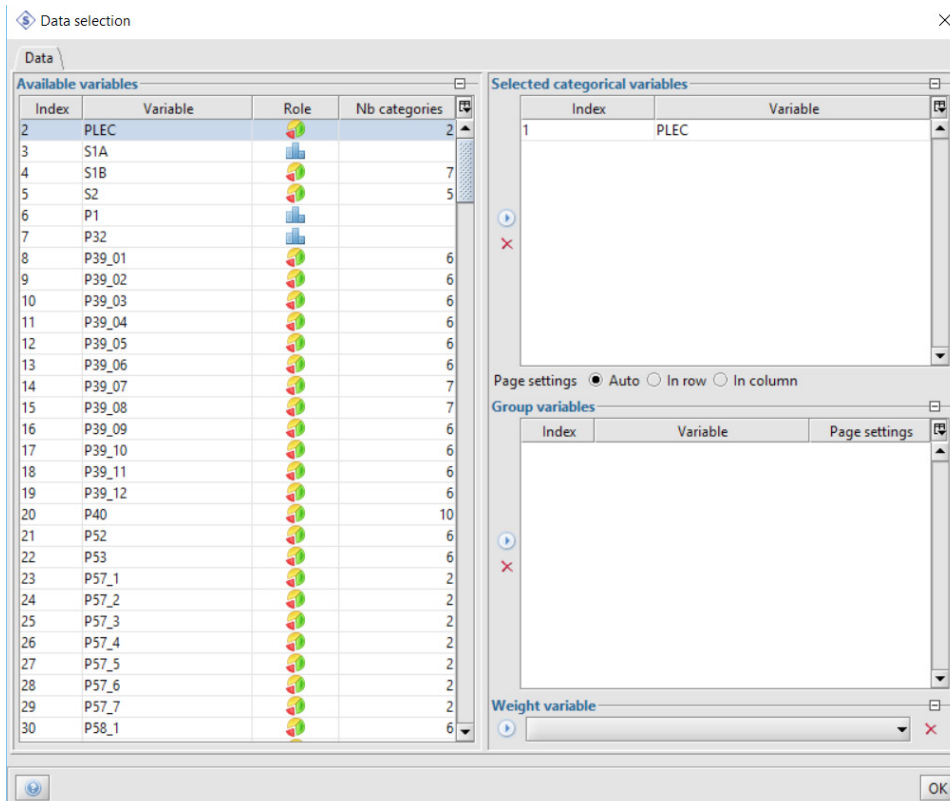 Data selection
Data
Available variables
Index Variable Role Nb categories
2 PLEC 2
3 S1A
4 S1B 7
5 S2 5
6 P1
7 P32
8 P39_01 6
9 P39_02 6
10 P39_03 6
11 P39_04 6
12 P39_05 6
13 P39_06 6
14 P39_07 7
15 P39_08 7
16 P39_09 6
17 P39_10 6
18 P39_11 6
19 P39_12 6
20 P40 10
21 P52 6
22 P53 6
23 P57_1 2
24 P57_2 2
25 P57_3 2
26 P57_4 2
27 P57_5 2
28 P57_6 2
29 P57_7 2
30 P58_1 6
Selected categorical variables
Index Variable
1 PLEC
Page settings Auto In row In column
Group variables
Index Variable Page settings
Weight variable
OK